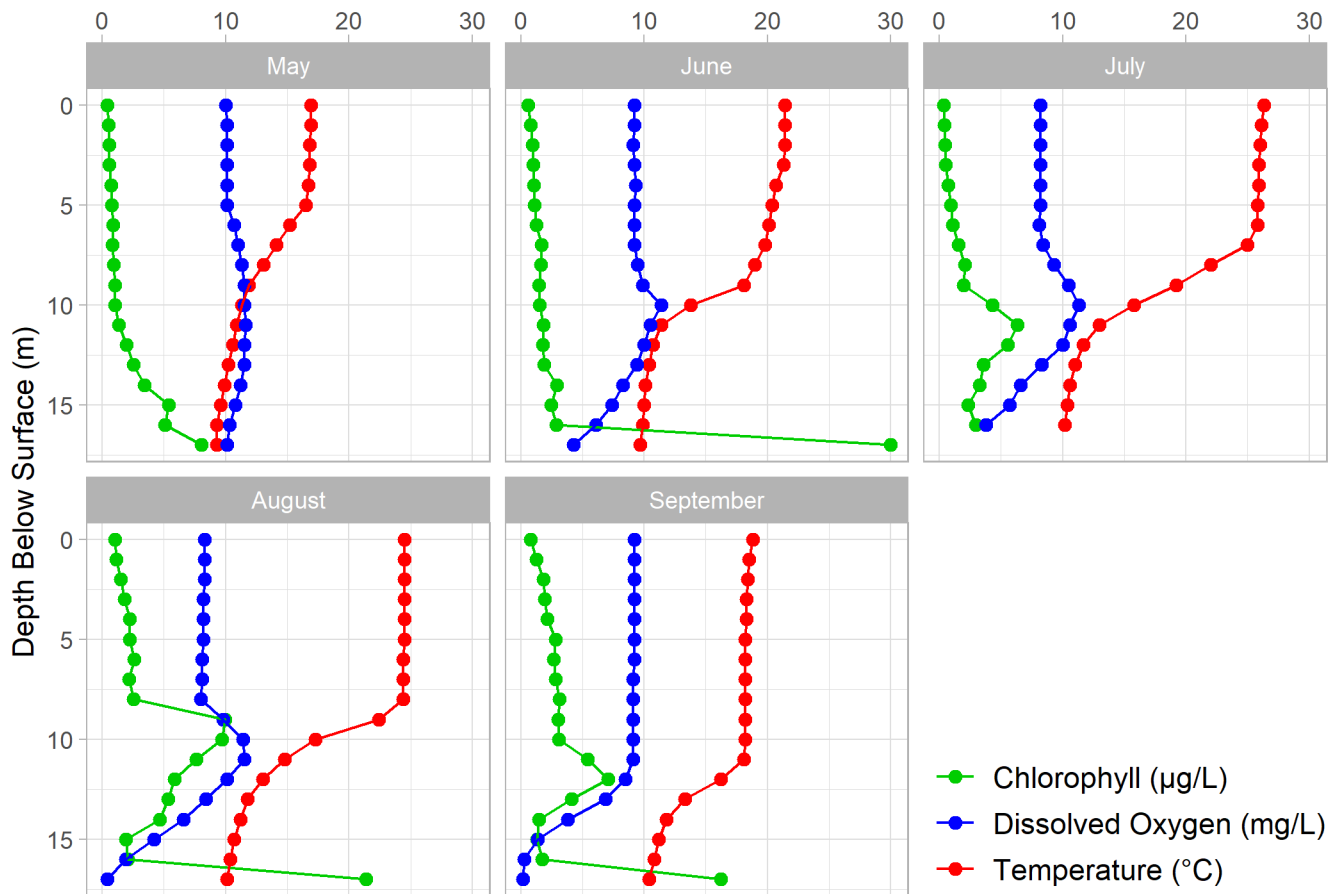 0 10 20 30 0 10 20 30 0 10 20 30
May June July
0
5
10
15
August September
0
5
10
15
Depth Below Surface (m)
Chlorophyll (µg/L)
Dissolved Oxygen (mg/L)
Temperature (°C)